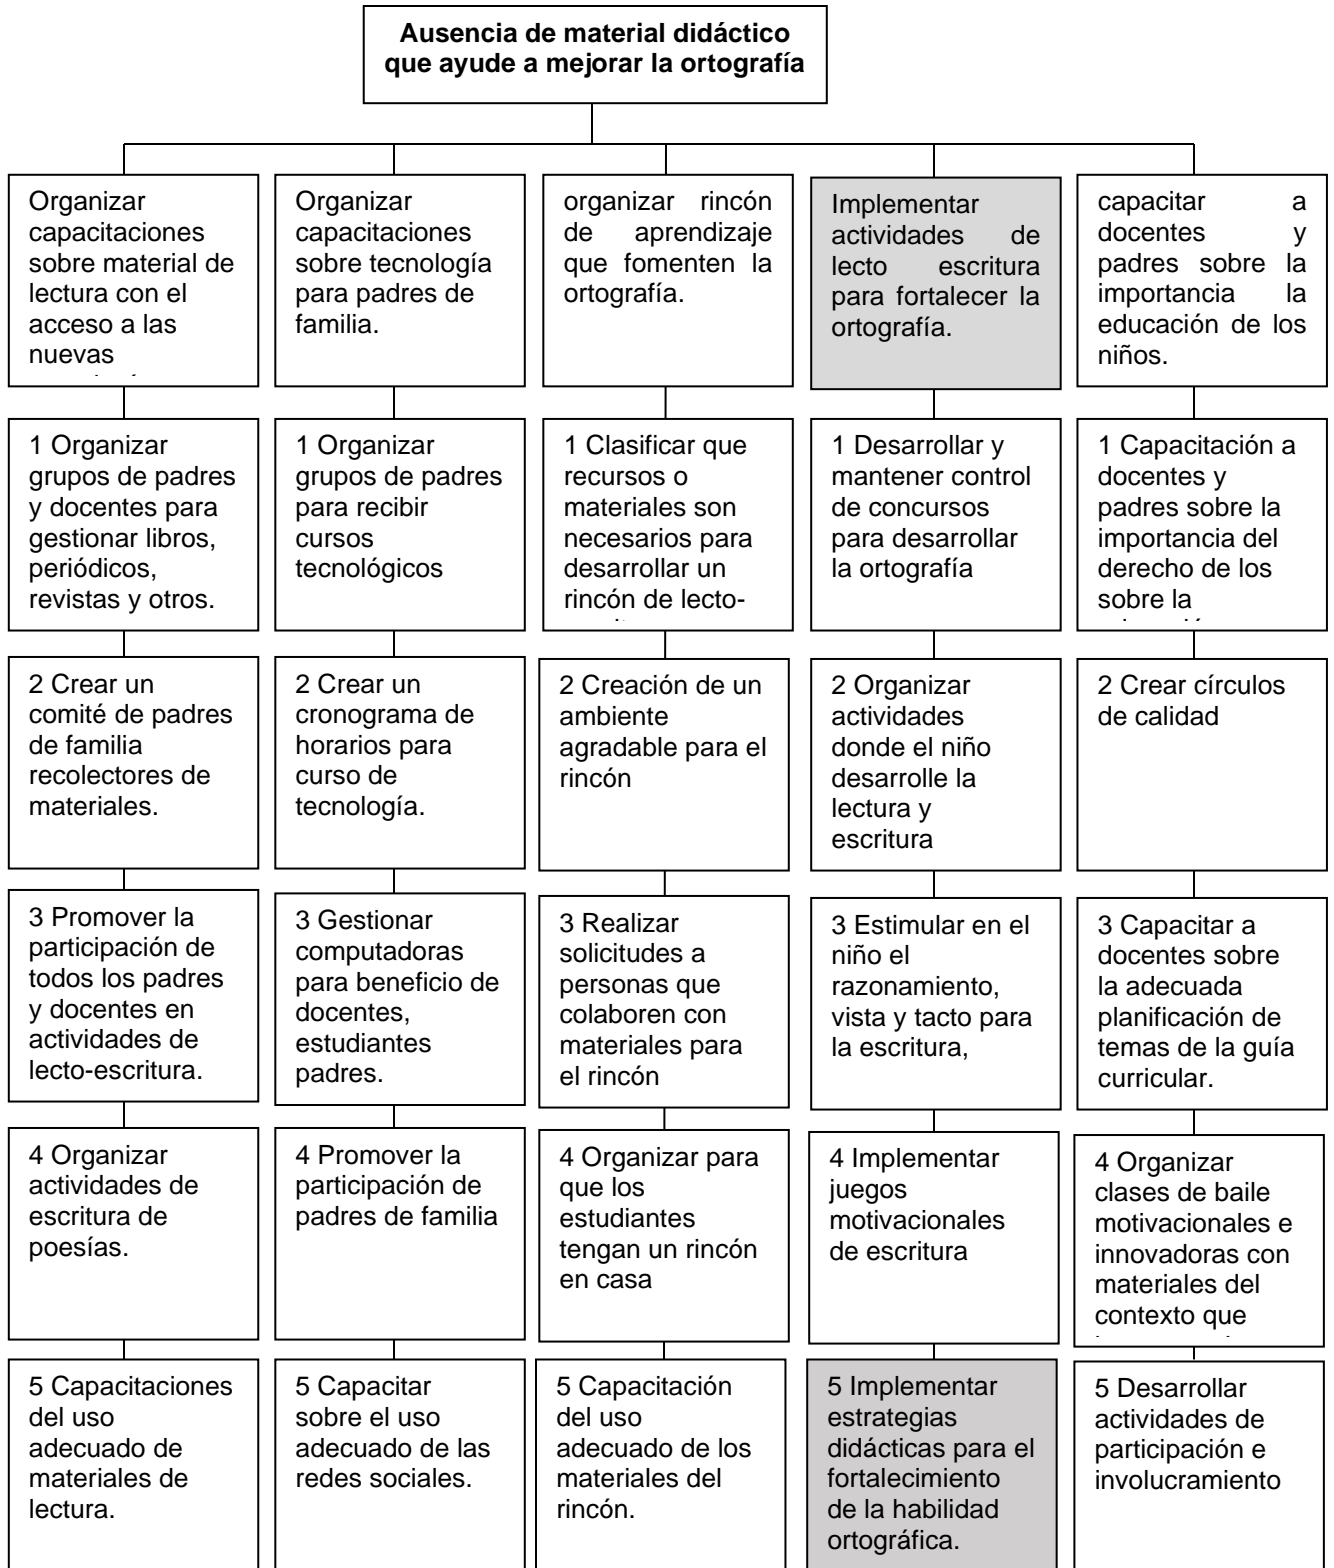 Ausencia de material didáctico
que ayude a mejorar la ortografía
Organizar
capacitaciones
sobre material de
lectura con el
acceso a las
nuevas
Organizar
capacitaciones
sobre tecnología
para padres de
familia.
organizar rincón
de aprendizaje
que fomenten la
ortografía.
Implementar
actividades de
lecto escritura
para fortalecer la
ortografía.
capacitar a
docentes y
padres sobre la
importancia la
educación de los
niños.
1 Organizar
grupos de padres
y docentes para
gestionar libros,
periódicos,
revistas y otros.
1 Organizar
grupos de padres
para recibir
cursos
tecnológicos
1 Clasificar que
recursos o
materiales son
necesarios para
desarrollar un
rincón de lecto-
1 Desarrollar y
mantener control
de concursos
para desarrollar
la ortografía
1 Capacitación a
docentes y
padres sobre la
importancia del
derecho de los
sobre la
2 Crear un
comité de padres
de familia
recolectores de
materiales.
2 Crear un
cronograma de
horarios para
curso de
tecnología.
2 Creación de un
ambiente
agradable para el
rincón
2 Organizar
actividades
donde el niño
desarrolle la
lectura y
escritura
2 Crear círculos
de calidad
3 Promover la
participación de
todos los padres
y docentes en
actividades de
lecto-escritura.
3 Gestionar
computadoras
para beneficio de
docentes,
estudiantes
padres.
3 Realizar
solicitudes a
personas que
colaboren con
materiales para
el rincón
3 Estimular en el
niño el
razonamiento,
vista y tacto para
la escritura,
3 Capacitar a
docentes sobre
la adecuada
planificación de
temas de la guía
curricular.
4 Organizar
actividades de
escritura de
poesías.
4 Promover la
participación de
padres de familia
4 Organizar para
que los
estudiantes
tengan un rincón
en casa
4 Implementar
juegos
motivacionales
de escritura
4 Organizar
clases de baile
motivacionales e
innovadoras con
materiales del
contexto que
5 Capacitaciones
del uso
adecuado de
materiales de
lectura.
5 Capacitar
sobre el uso
adecuado de las
redes sociales.
5 Capacitación
del uso
adecuado de los
materiales del
rincón.
5 Implementar
estrategias
didácticas para el
fortalecimiento
de la habilidad
ortográfica.
5 Desarrollar
actividades de
participación e
involucramiento